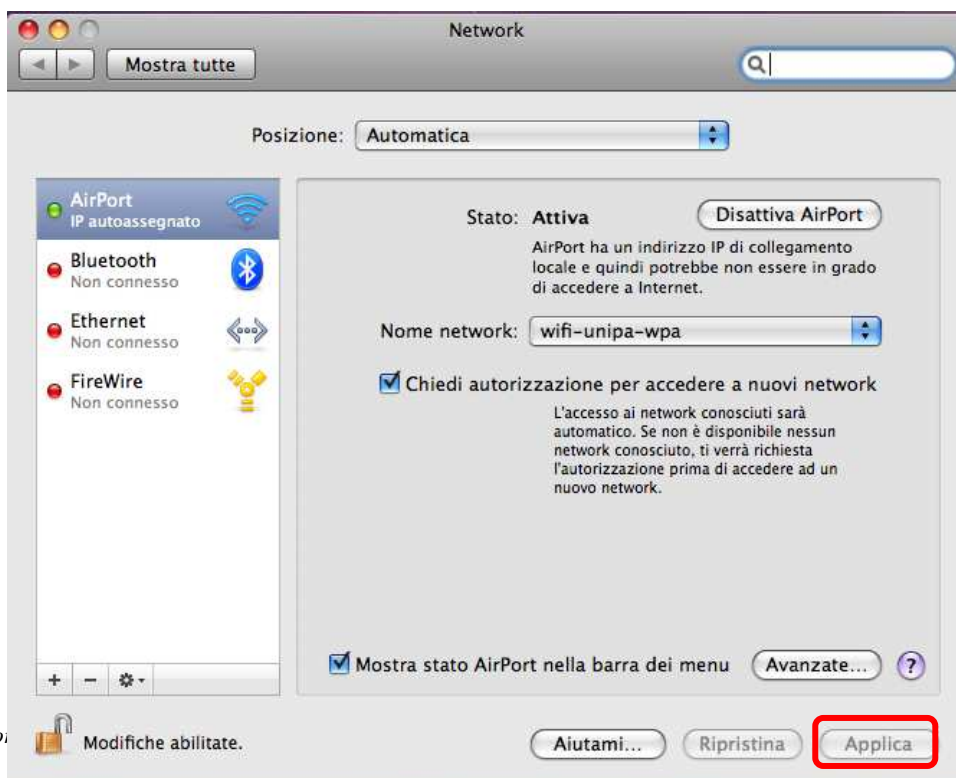 Network
Mostra tutte
Posizione: Automatica
AirPort
IP autoassegnato
Bluetooth
Non connesso
Ethernet
Non connesso
FireWire
Non connesso
Stato: Attiva
Disattiva AirPort
AirPort ha un indirizzo IP di collegamento
locale e quindi potrebbe non essere in grado
di accedere a Internet.
Nome network: wifi-unipa-wpa
Chiedi autorizzazione per accedere a nuovi network
L'accesso ai network conosciuti sarà
automatico. Se non è disponibile nessun
network conosciuto, ti verrà richiesta
l'autorizzazione prima di accedere ad un
nuovo network.
Mostra stato AirPort nella barra dei menu
Avanzate...
?
Modifiche abilitate.
Aiutami...
Ripristina
Applica